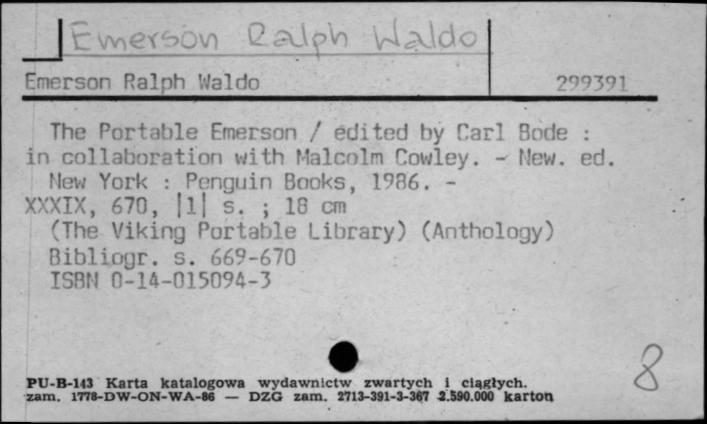 Emerson Ralph Waldo
Emerson Ralph Waldo 299391
The Portable Emerson / edited by Carl Bode :
in collaboration with Malcolm Cowley. - New. ed.
New York : Penguin Books, 1986. -
XXXIX, 670, |1| s. ; 18 cm
(The Viking Portable Library) (Anthology)
Bibliogr. s. 669-670
ISBN 0-14-015094-3
8
PU-B-143 Karta katalogowa wydawnictw zwartych i ciągłych.
zam. 1778-DW-ON-WA-86 — DZG zam. 2713-391-3-367 2.590.000 karton